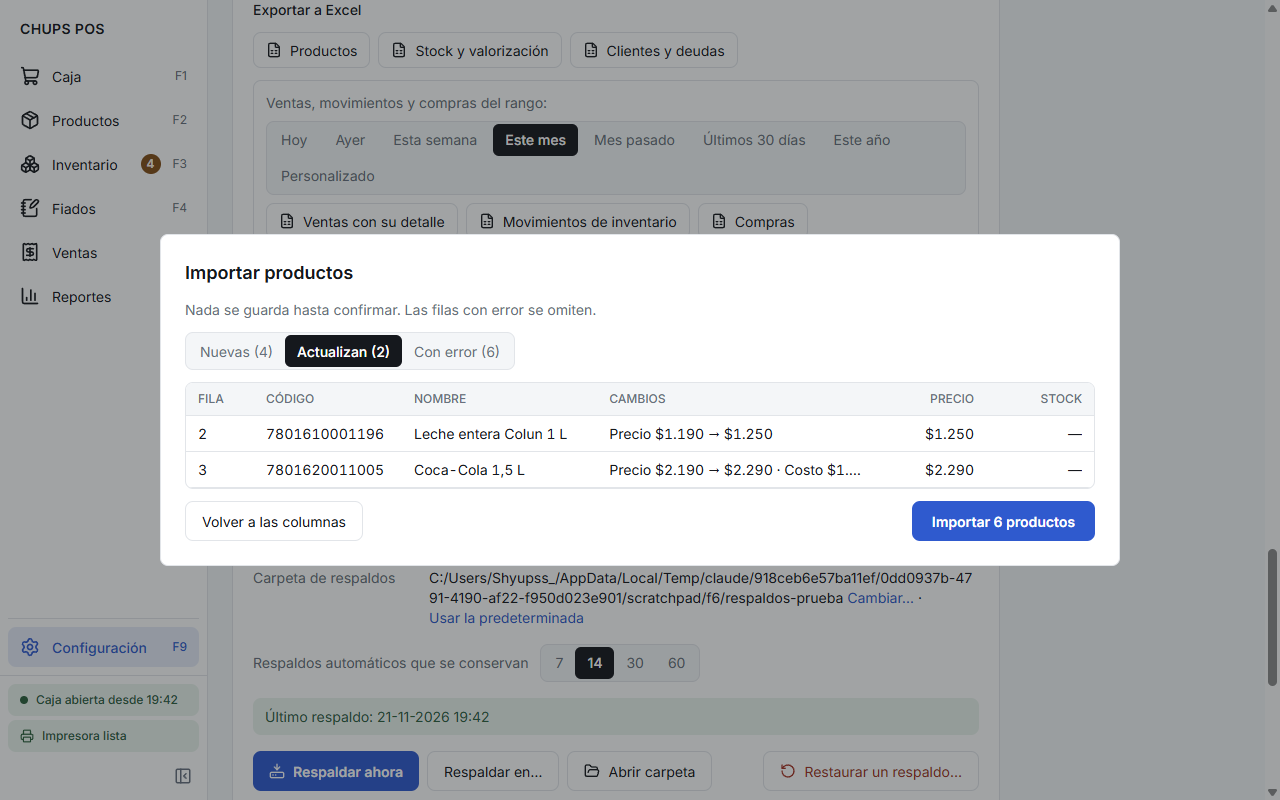 CHUPS POS
Caja F1
Productos F2
Inventario 4 F3
Fiados F4
Ventas
Reportes
Configuración F9
Caja abierta desde 19:42
Impresora lista
Exportar a Excel
Productos Stock y valorización Clientes y deudas
Ventas, movimientos y compras del rango:
Hoy Ayer Esta semana Este mes Mes pasado Últimos 30 días Este año
Personalizado
Ventas con su detalle Movimientos de inventario Compras
Importar productos
Nada se guarda hasta confirmar. Las filas con error se omiten.
Nuevas (4) Actualizan (2) Con error (6)
FILA CÓDIGO NOMBRE CAMBIOS PRECIO STOCK
2 7801610001196 Leche entera Colun 1 L Precio $1.190 → $1.250 $1.250 —
3 7801620011005 Coca-Cola 1,5 L Precio $2.190 → $2.290 · Costo $1.... $2.290 —
Volver a las columnas Importar 6 productos
Carpeta de respaldos C:/Users/Shyupss_/AppData/Local/Temp/claude/918ceb6e57ba11ef/0dd0937b-47
91-4190-af22-f950d023e901/scratchpad/f6/respaldos-prueba Cambiar... ·
Usar la predeterminada
Respaldos automáticos que se conservan 7 14 30 60
Último respaldo: 21-11-2026 19:42
Respaldar ahora Respaldar en... Abrir carpeta Restaurar un respaldo...